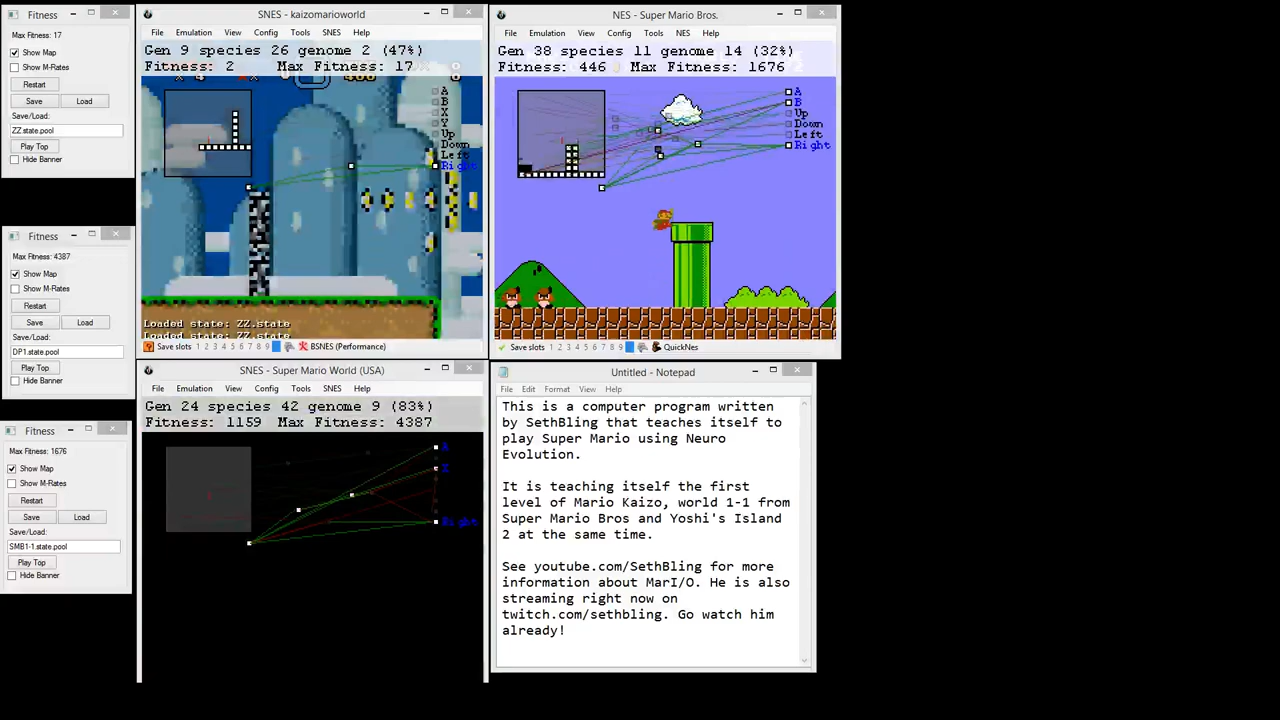 Fitness
Max Fitness: 17
Show Map
Show M-Rates
Restart
Save Load
Save/Load:
ZZ.state.pool
Play Top
Hide Banner
SNES - kaizomarioworld
File Emulation View Config Tools SNES Help
Gen 9 species 26 genome 2 (47%)
Fitness: 2 Max Fitness: 17
A
B
X
Y
Up
Down
Left
Right
Loaded state: ZZ.state
Loaded state: ZZ.state
Save slots 1 2 3 4 5 6 7 8 9 BSNES (Performance)
NES - Super Mario Bros.
File Emulation View Config Tools NES Help
Gen 38 species 11 genome 14 (32%)
Fitness: 446 Max Fitness: 1676
A
B
Up
Down
Left
Right
Save slots 1 2 3 4 5 6 7 8 9 QuickNes
Fitness
Max Fitness: 4387
Show Map
Show M-Rates
Restart
Save Load
Save/Load:
DP1.state.pool
Play Top
Hide Banner
SNES - Super Mario World (USA)
File Emulation View Config Tools SNES Help
Gen 24 species 42 genome 9 (83%)
Fitness: 1159 Max Fitness: 4387
A
X
Right
Fitness
Max Fitness: 1676
Show Map
Show M-Rates
Restart
Save Load
Save/Load:
SMB1-1.state.pool
Play Top
Hide Banner
Untitled - Notepad
File Edit Format View Help
This is a computer program written
by SethBling that teaches itself to
play Super Mario using Neuro
Evolution.
It is teaching itself the first
level of Mario Kaizo, world 1-1 from
Super Mario Bros and Yoshi's Island
2 at the same time.
See youtube.com/SethBling for more
information about MarI/O. He is also
streaming right now on
twitch.com/sethbling. Go watch him
already!